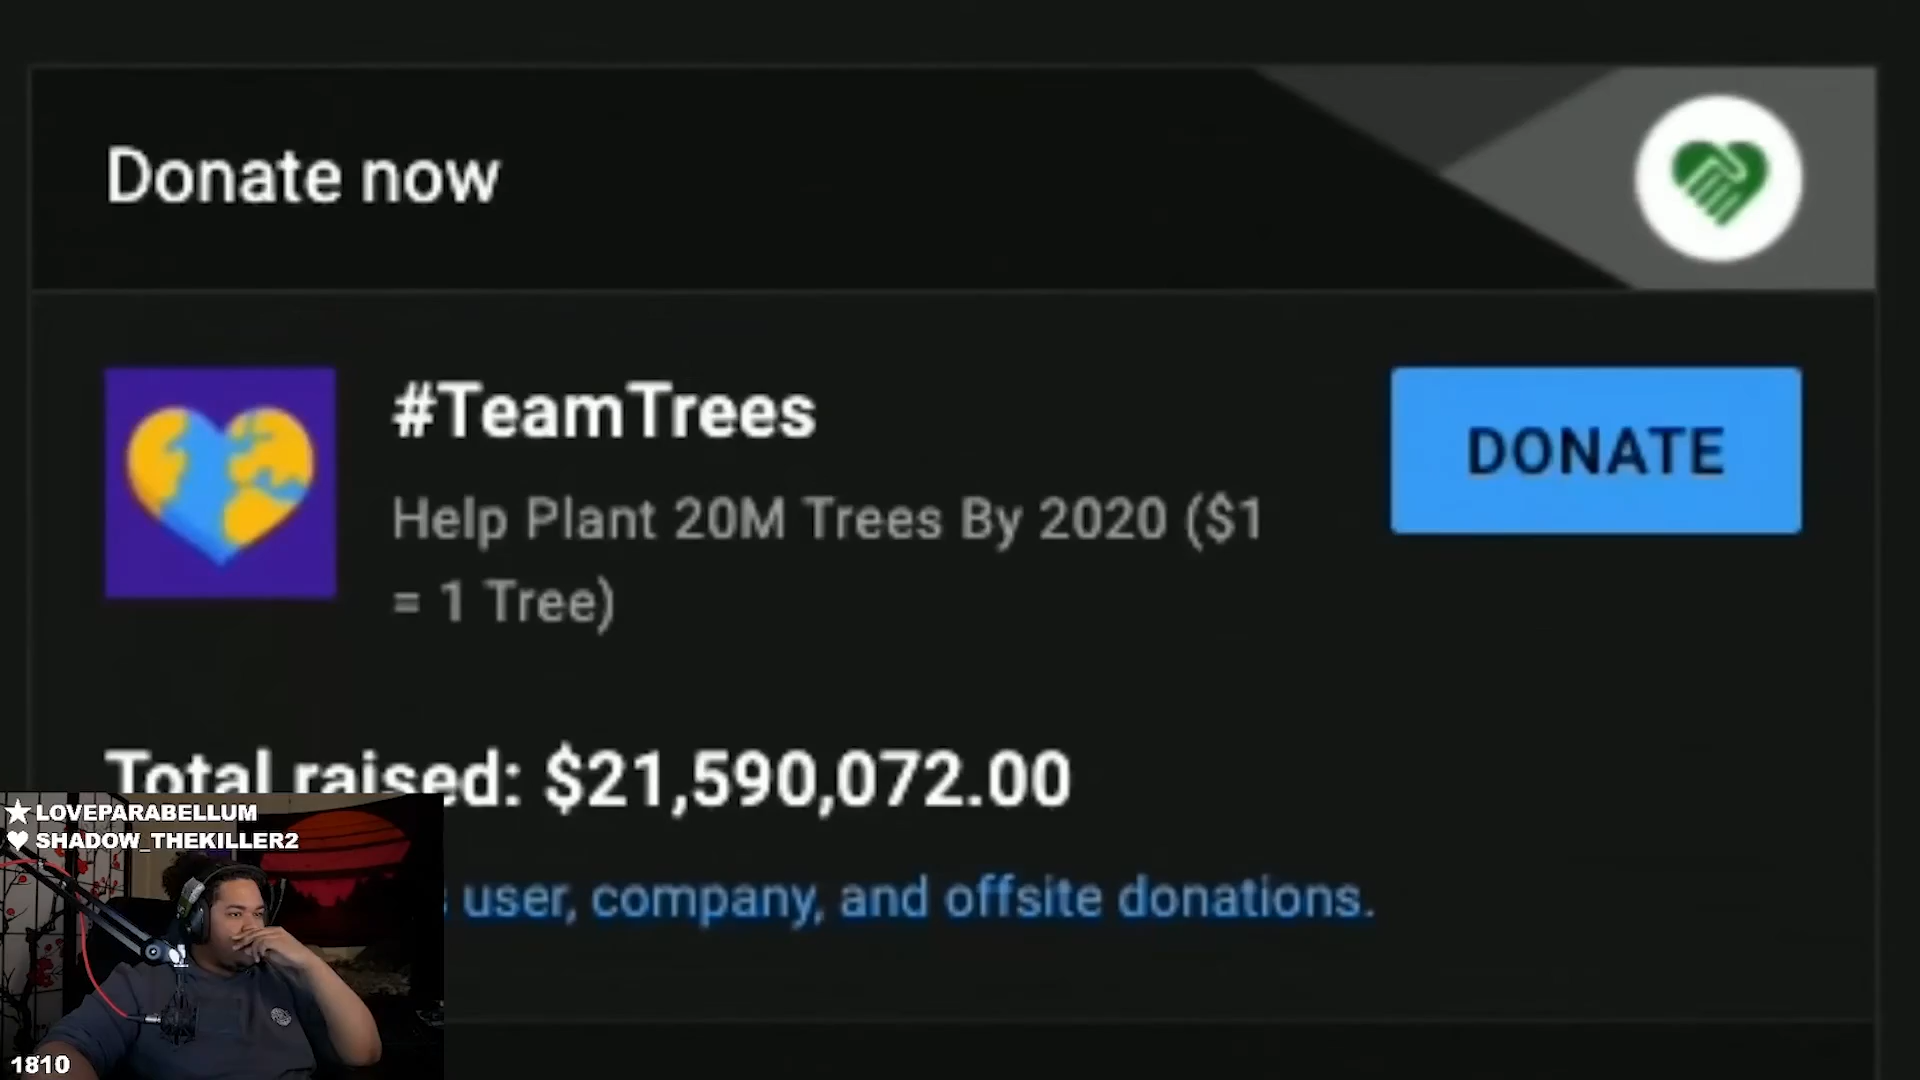 Donate now
#TeamTrees
DONATE
Help Plant 20M Trees By 2020 ($1
= 1 Tree)
Total raised: $21,590,072.00
LOVEPARABELLUM
SHADOW_THEKILLER2
user, company, and offsite donations.
1810